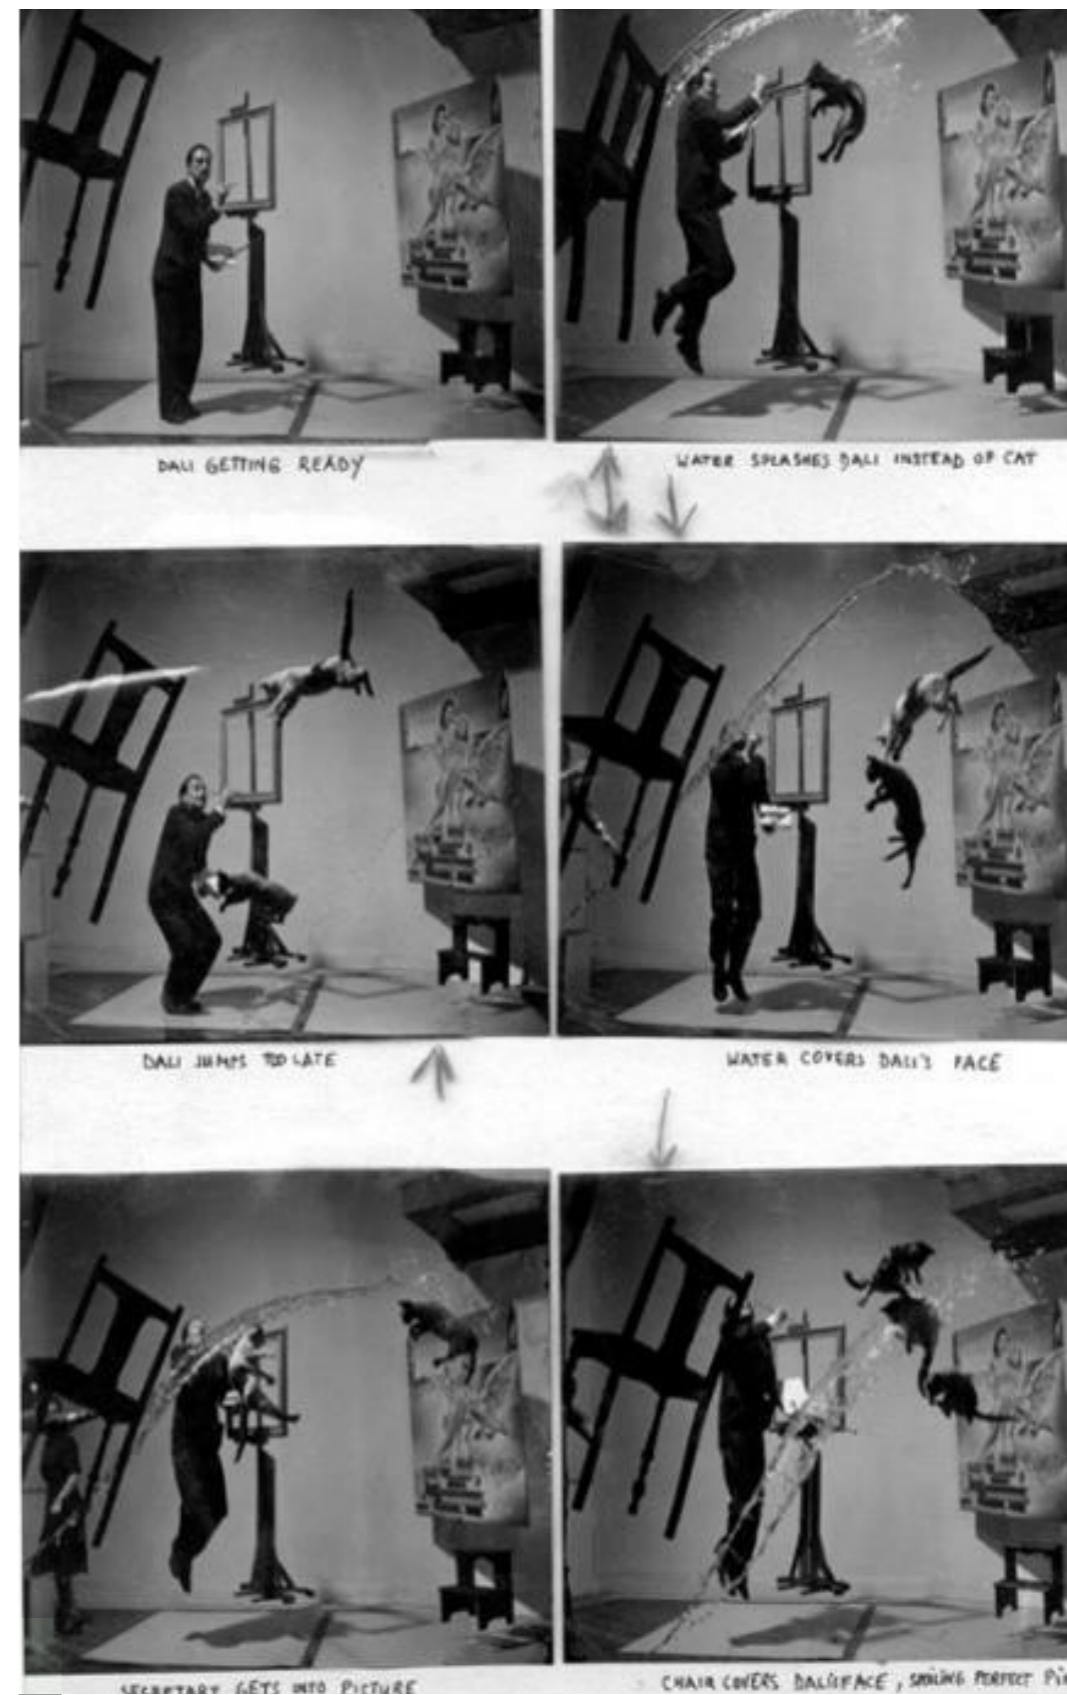 DALI GETTING READY
WATER SPLASHES DALI INSTEAD OF CAT
DALI JUMPS TOO LATE
WATER COVERS DALI'S FACE
SECRETARY GETS INTO PICTURE
CHAIR COVERS DALI'S FACE, SPOILING PERFECT